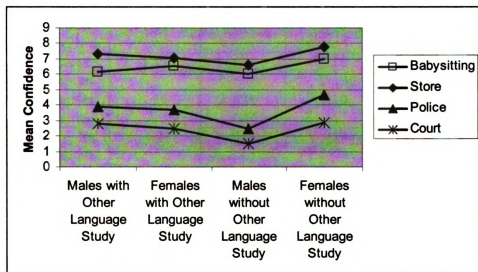 9
8
7
6
5
4
3
2
1
0
Mean Confidence
Males with Other Language Study
Females with Other Language Study
Males without Other Language Study
Females without Other Language Study
Babysitting
Store
Police
Court